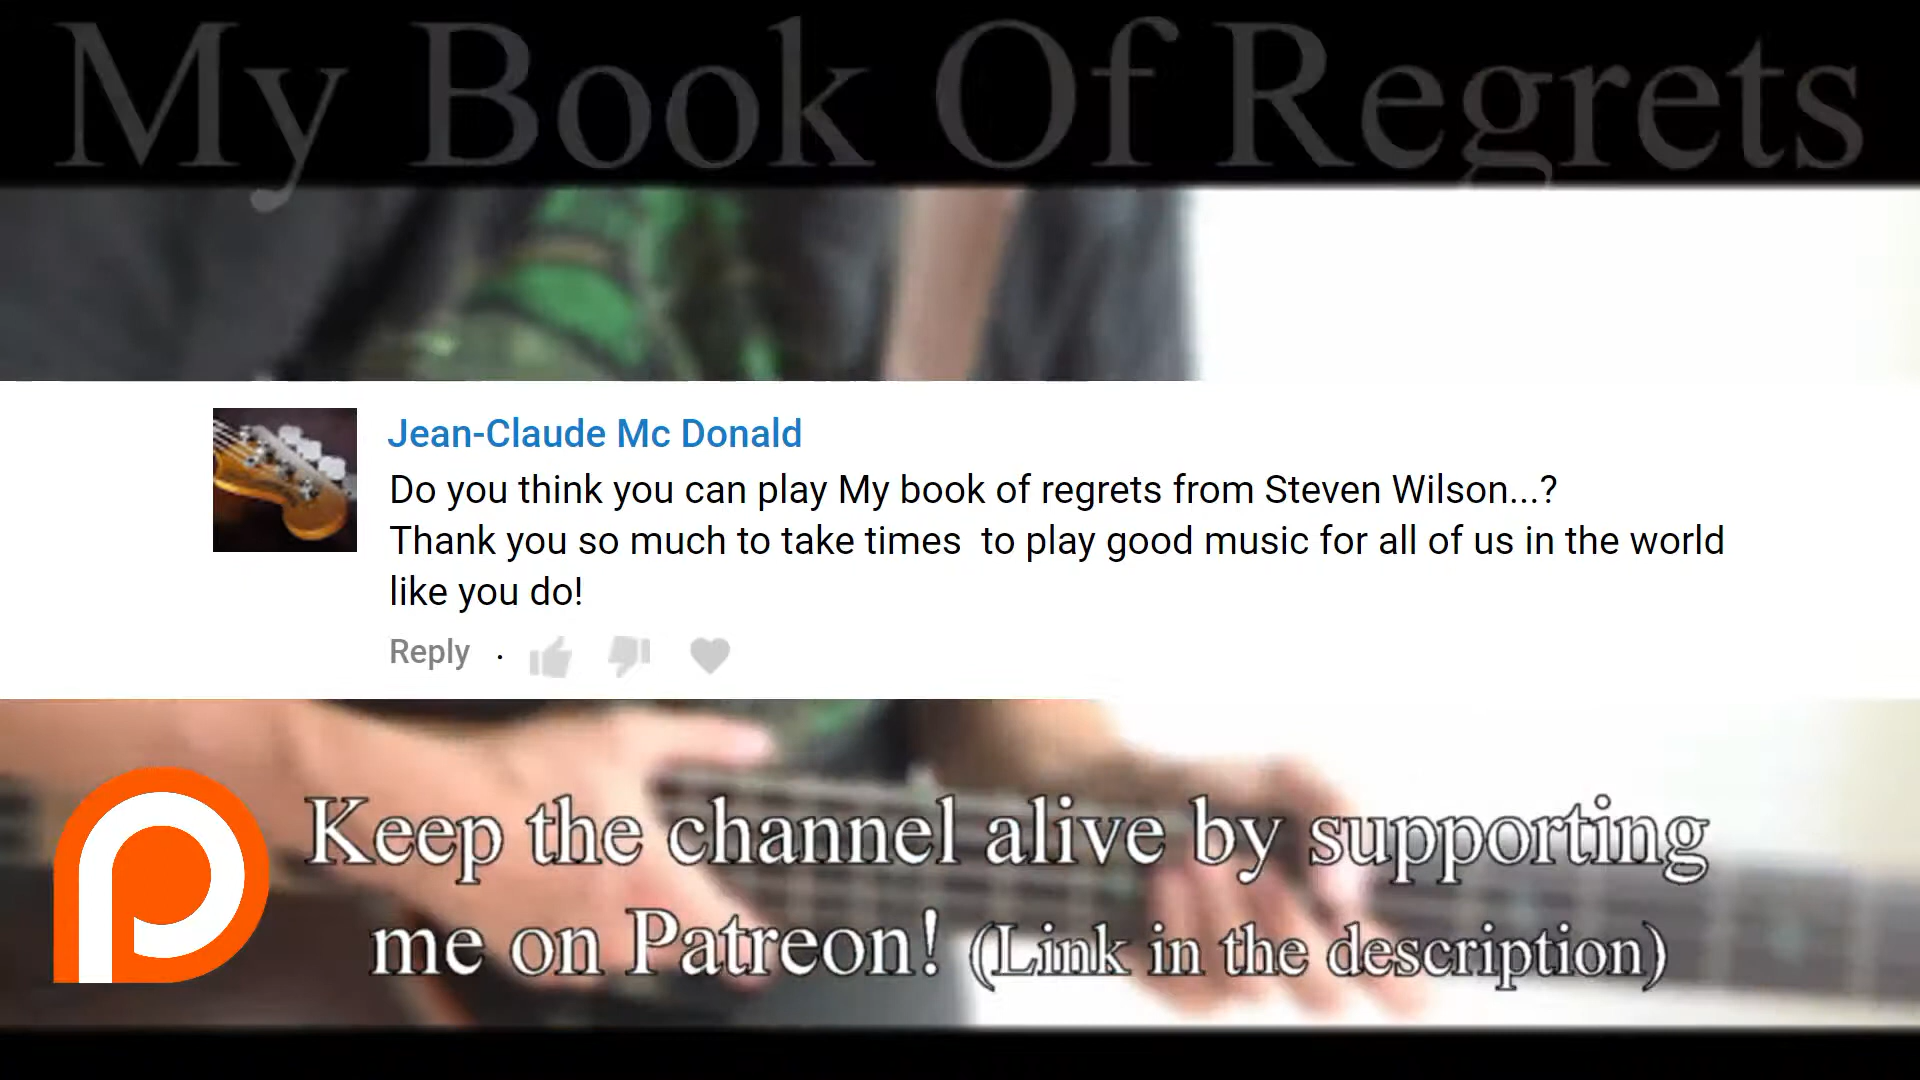 My Book Of Regrets
Jean-Claude Mc Donald
Do you think you can play My book of regrets from Steven Wilson...?
Thank you so much to take times  to play good music for all of us in the world
like you do!
Reply ·
Keep the channel alive by supporting
me on Patreon! (Link in the description)